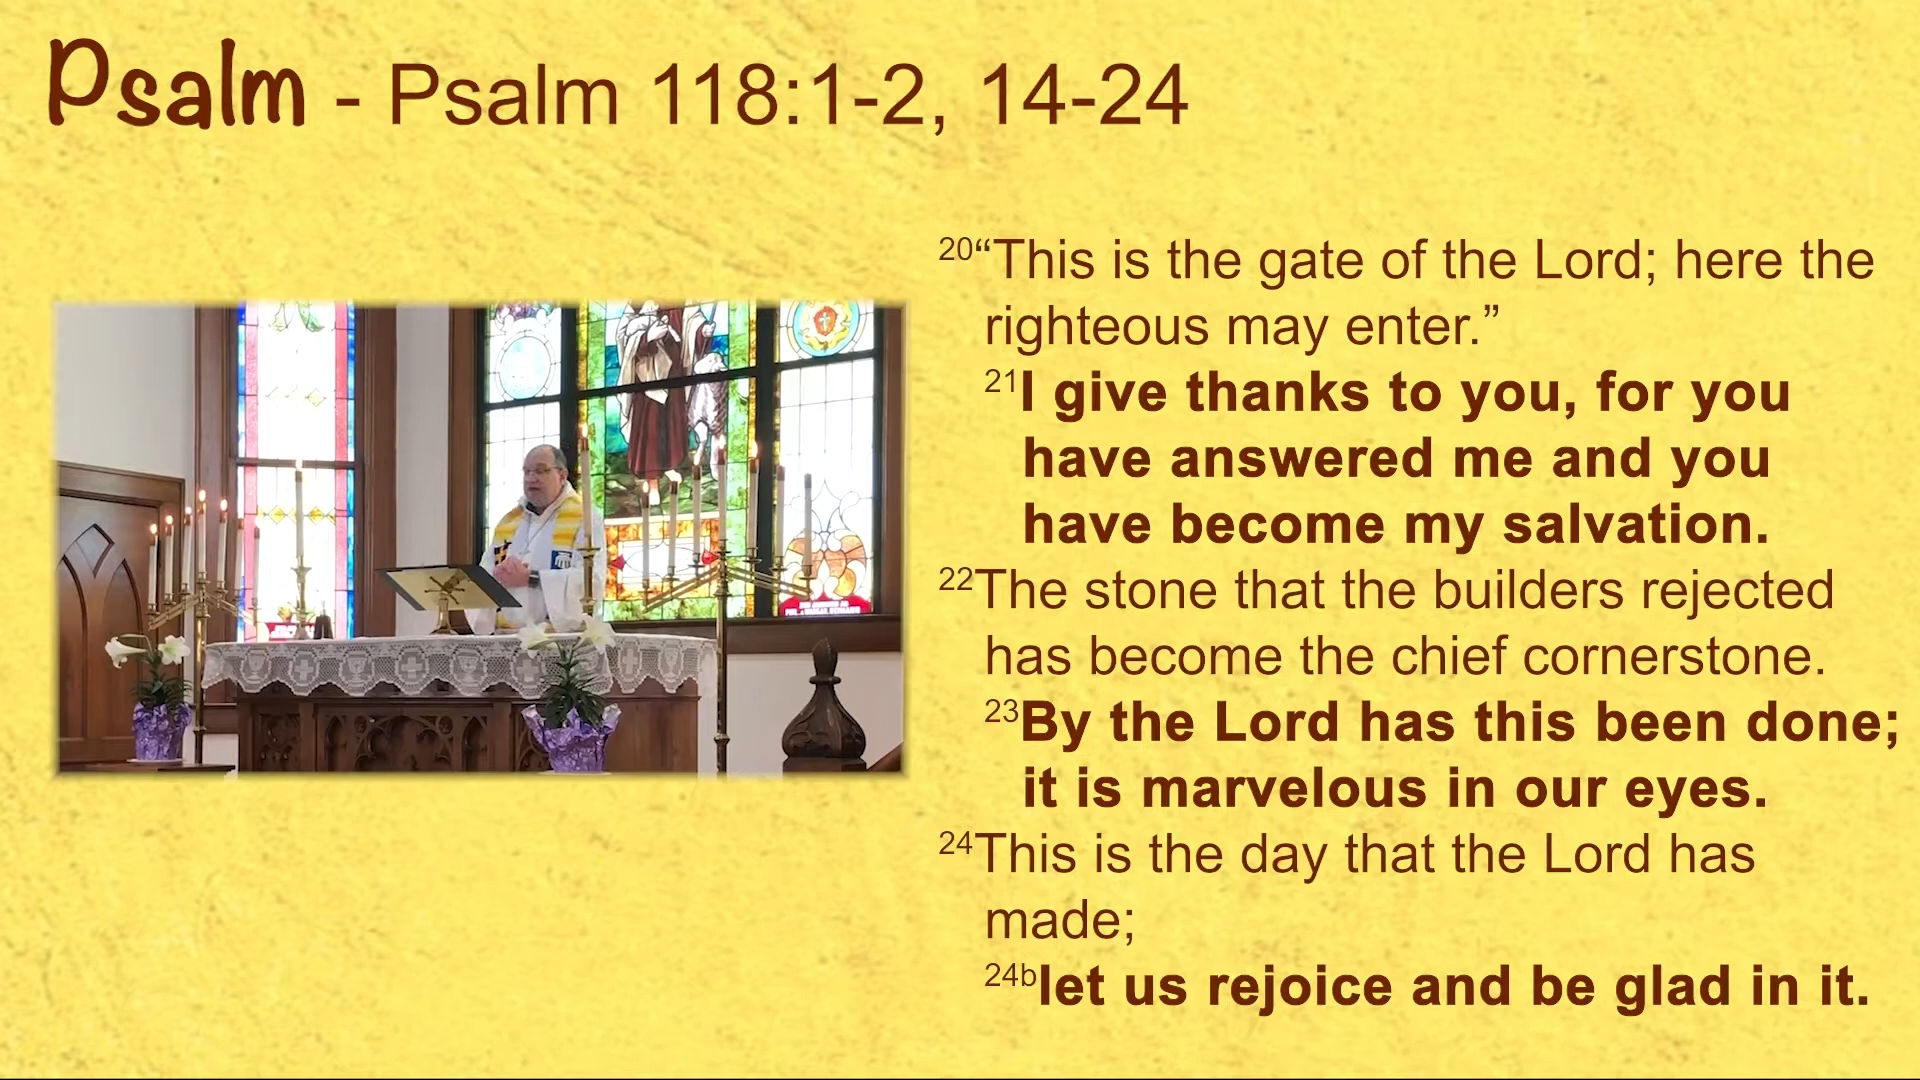 Psalm - Psalm 118:1-2, 14-24
20“This is the gate of the Lord; here the
righteous may enter.”
21I give thanks to you, for you
have answered me and you
have become my salvation.
22The stone that the builders rejected
has become the chief cornerstone.
23By the Lord has this been done;
it is marvelous in our eyes.
24This is the day that the Lord has
made;
24blet us rejoice and be glad in it.